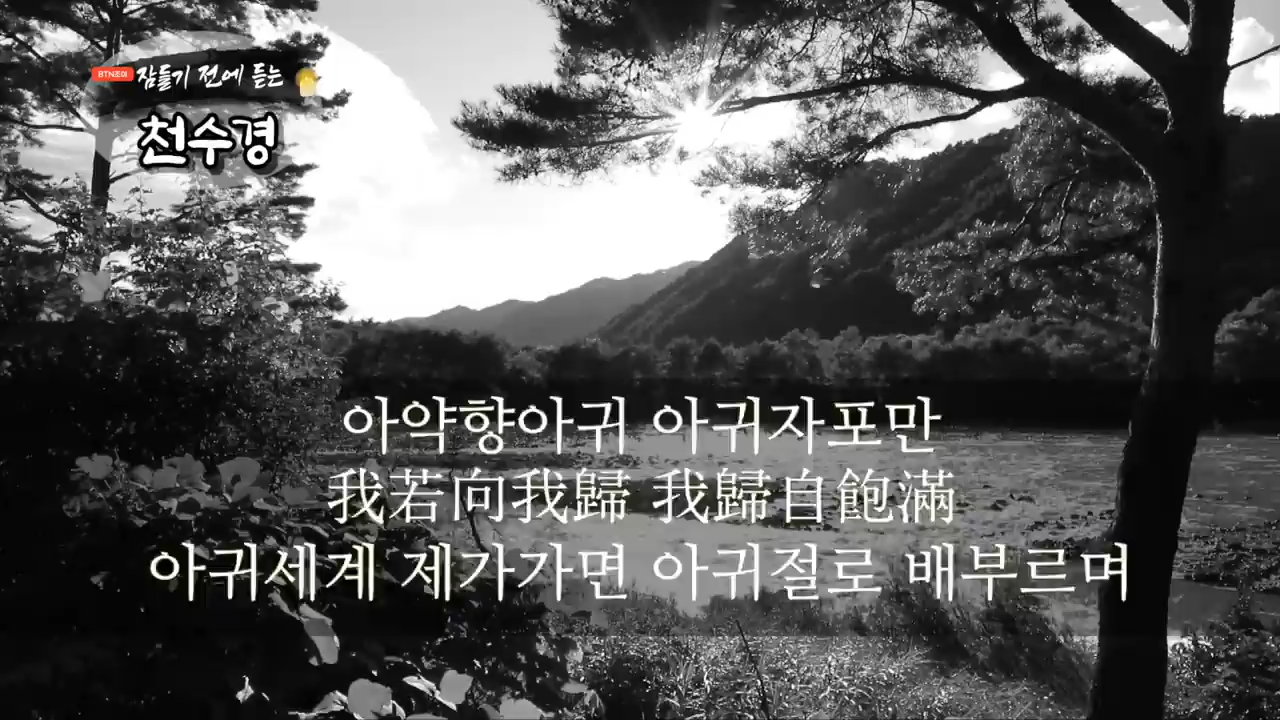 BTN조이 잠들기 전에 듣는
천수경
아약향아귀 아귀자포만
我若向我歸 我歸自飽滿
아귀세계 제가가면 아귀절로 배부르며